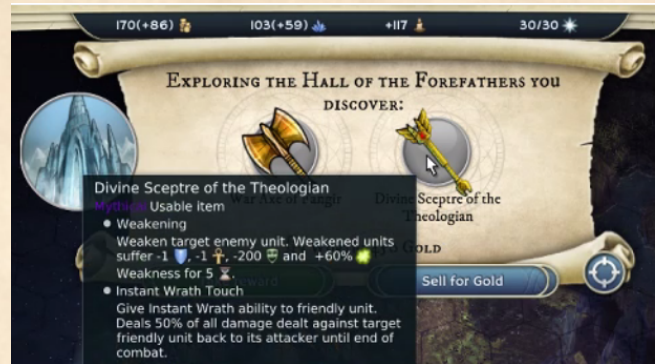 170(+86) 103(+59) +117 30/30
EXPLORING THE HALL OF THE FOREFATHERS YOU
DISCOVER:
Divine Sceptre of the Theologian
Mythical Usable item
• Weakening
Weaken target enemy unit. Weakened units
suffer -1 , -1 , -200 and +60%
Weakness for 5 .
• Instant Wrath Touch
Give Instant Wrath ability to friendly unit.
Deals 50% of all damage dealt against target
friendly unit back to its attacker until end of
combat.
War Axe of Fangir
Divine Sceptre of the
Theologian
GOLD
Sell for Gold